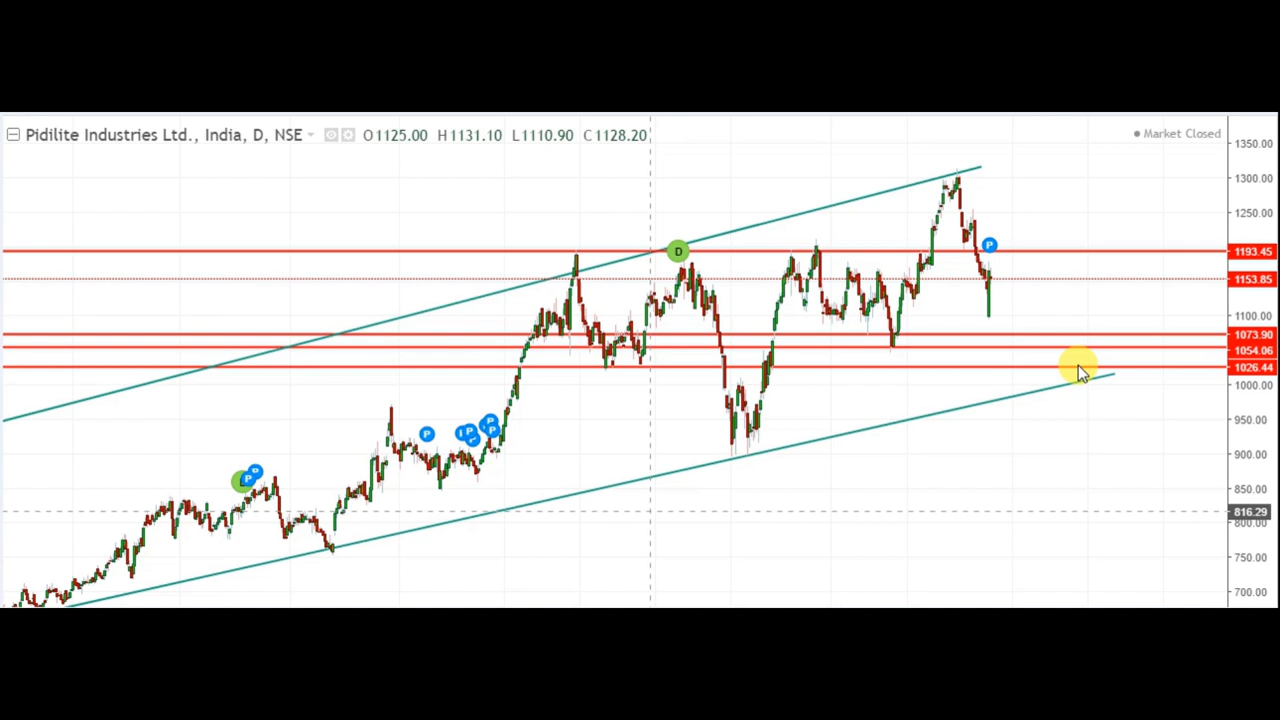 Pidilite Industries Ltd., India, D, NSE O1125.00 H1131.10 L1110.90 C1128.20
Market Closed
1350.00
1300.00
1250.00
1193.45
1153.85
1100.00
1073.90
1054.06
1026.44
1000.00
950.00
900.00
850.00
816.29
800.00
750.00
700.00
D
P
P
P
P
P
P
P
P
P